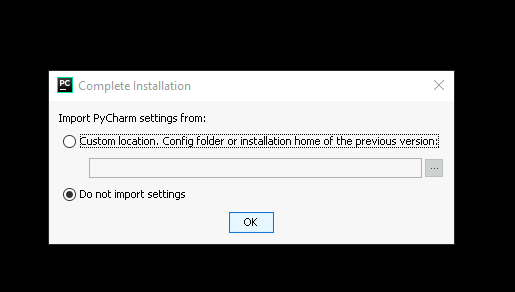 PC Complete Installation
Import PyCharm settings from:
Custom location. Config folder or installation home of the previous version:
...
Do not import settings
OK